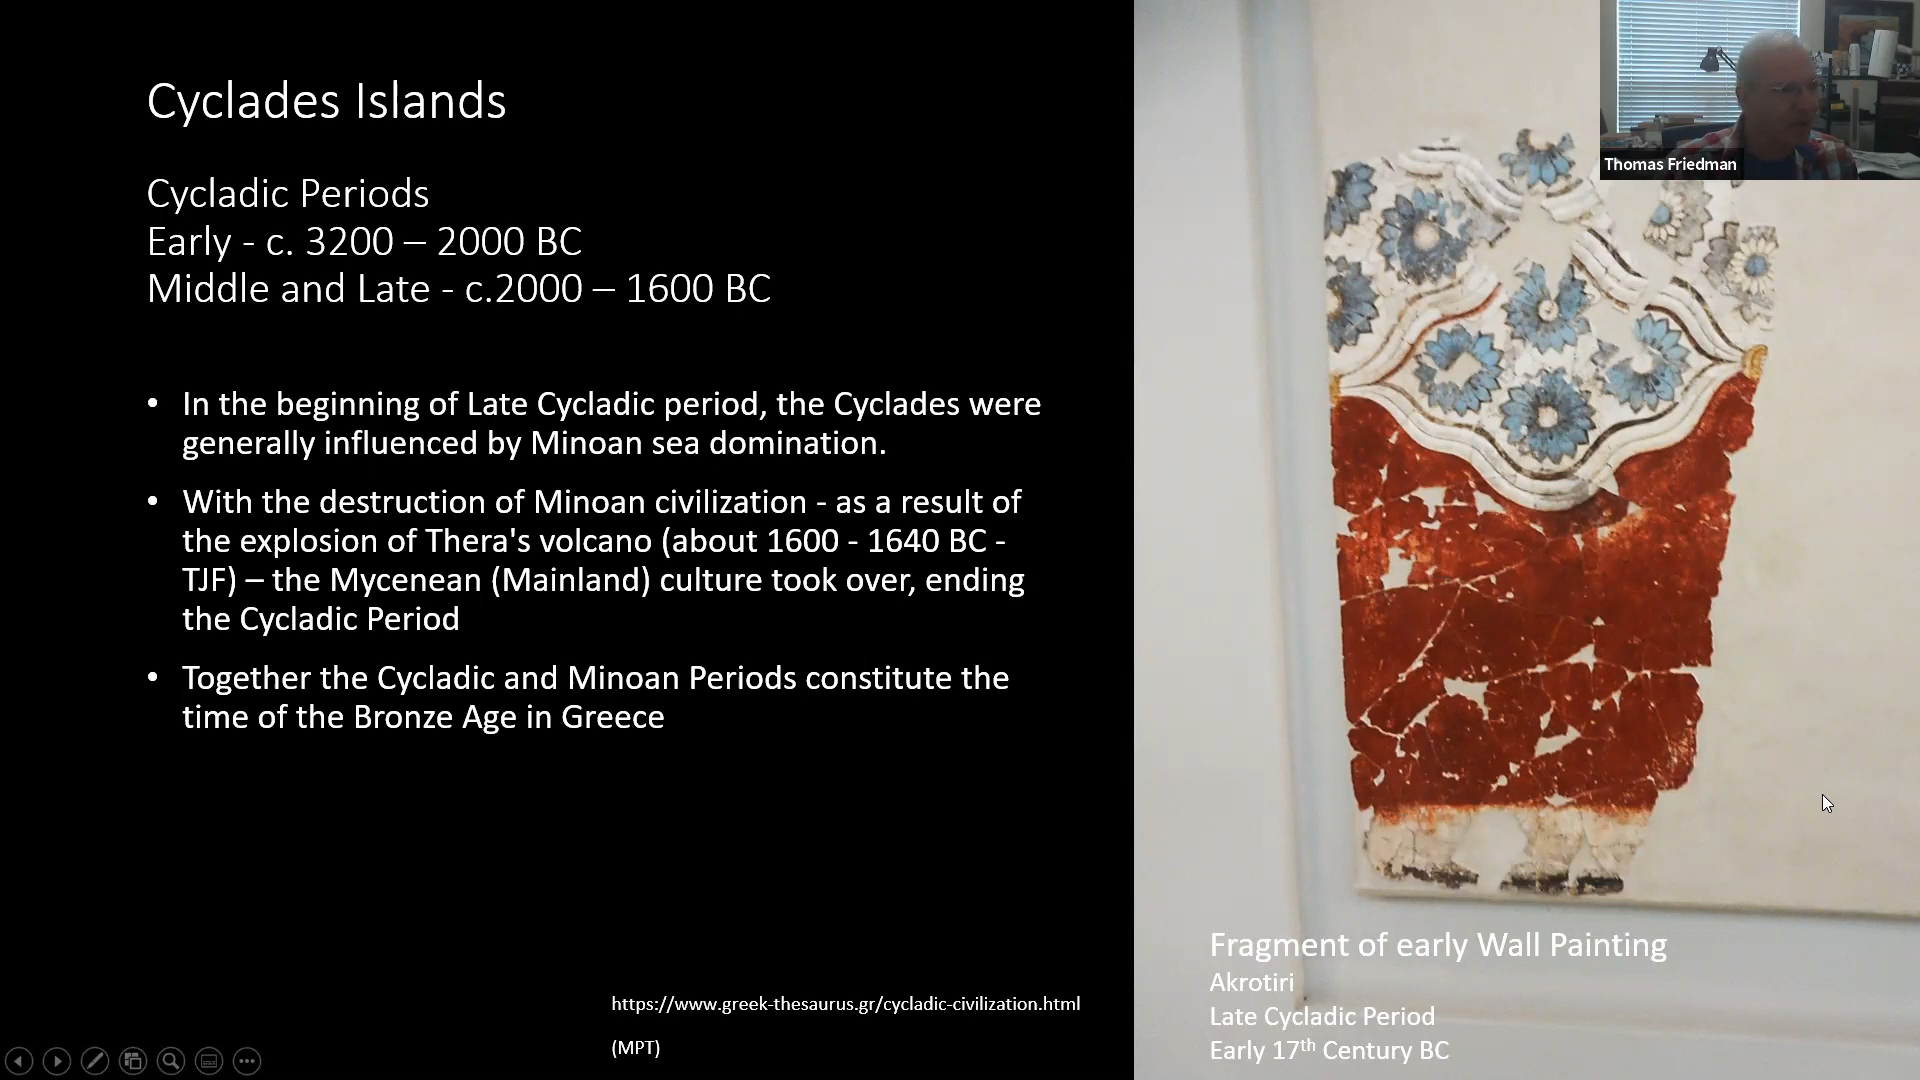 Cyclades Islands
Cycladic Periods
Early - c. 3200 – 2000 BC
Middle and Late - c.2000 – 1600 BC
• In the beginning of Late Cycladic period, the Cyclades were
generally influenced by Minoan sea domination.
• With the destruction of Minoan civilization - as a result of
the explosion of Thera's volcano (about 1600 - 1640 BC -
TJF) – the Mycenean (Mainland) culture took over, ending
the Cycladic Period
• Together the Cycladic and Minoan Periods constitute the
time of the Bronze Age in Greece
https://www.greek-thesaurus.gr/cycladic-civilization.html
(MPT)
Thomas Friedman
Fragment of early Wall Painting
Akrotiri
Late Cycladic Period
Early 17th Century BC